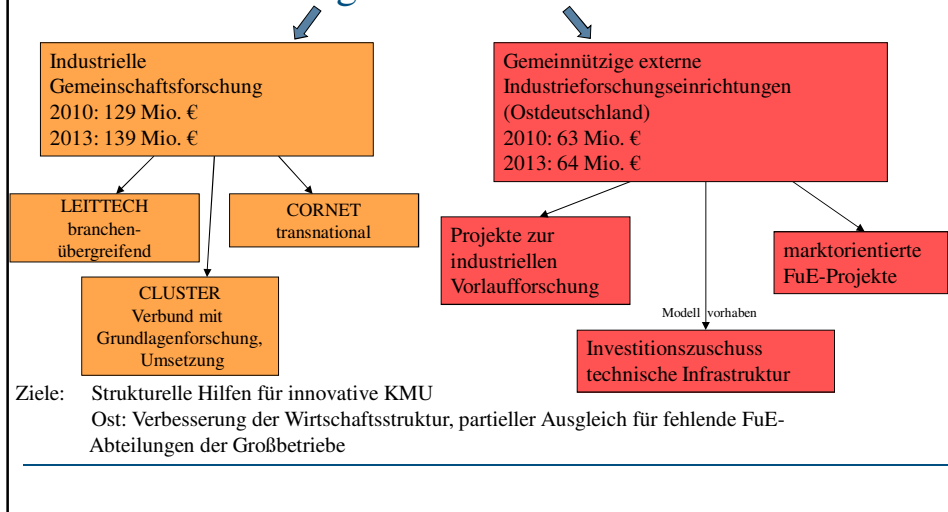 Industrielle
Gemeinschaftsforschung
2010: 129 Mio. €
2013: 139 Mio. €
LEITTECH
branchen-
übergreifend
CORNET
transnational
CLUSTER
Verbund mit
Grundlagenforschung,
Umsetzung
Gemeinnützige externe
Industrieforschungseinrichtungen
(Ostdeutschland)
2010: 63 Mio. €
2013: 64 Mio. €
Projekte zur
industriellen
Vorlaufforschung
marktorientierte
FuE-Projekte
Modell vorhaben
Investitionszuschuss
technische Infrastruktur
Ziele: Strukturelle Hilfen für innovative KMU
Ost: Verbesserung der Wirtschaftsstruktur, partieller Ausgleich für fehlende FuE-
Abteilungen der Großbetriebe